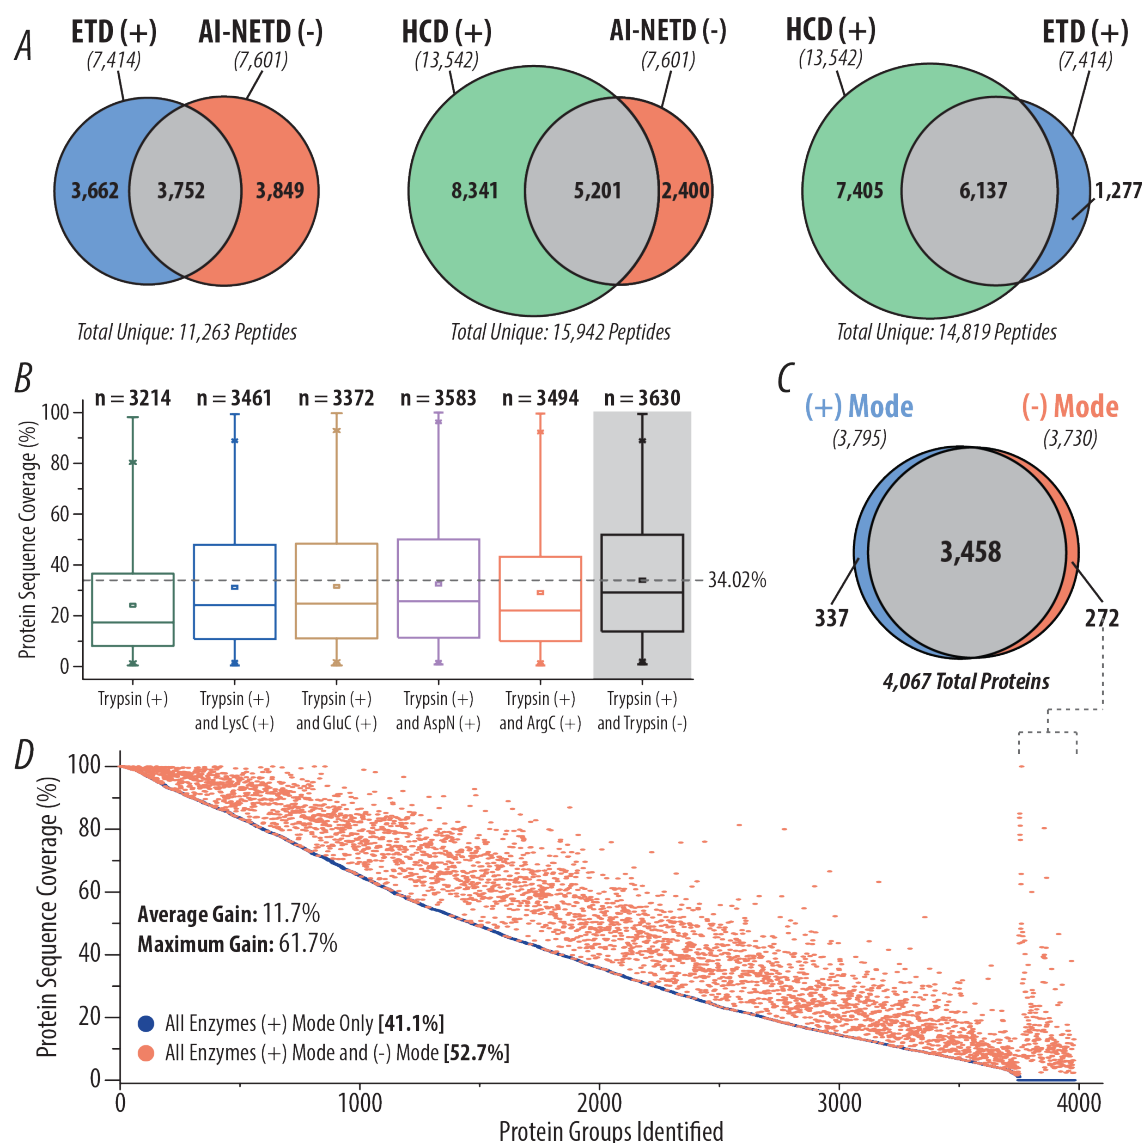 A
ETD (+)
(7,414)
AI-NETD (-)
(7,601)
3,662
3,752
3,849
Total Unique: 11,263 Peptides
HCD (+)
(13,542)
AI-NETD (-)
(7,601)
8,341
5,201
2,400
Total Unique: 15,942 Peptides
HCD (+)
(13,542)
ETD (+)
(7,414)
7,405
6,137
1,277
Total Unique: 14,819 Peptides
B
n = 3214
n = 3461
n = 3372
n = 3583
n = 3494
n = 3630
Protein Sequence Coverage (%)
100
80
60
40
20
0
34.02%
Trypsin (+)
Trypsin (+)
and LysC (+)
Trypsin (+)
and GluC (+)
Trypsin (+)
and AspN (+)
Trypsin (+)
and ArgC (+)
Trypsin (+)
and Trypsin (-)
C
(+) Mode
(3,795)
(-) Mode
(3,730)
3,458
337
272
4,067 Total Proteins
D
Protein Sequence Coverage (%)
100
80
60
40
20
0
Average Gain: 11.7%
Maximum Gain: 61.7%
All Enzymes (+) Mode Only [41.1%]
All Enzymes (+) Mode and (-) Mode [52.7%]
0
1000
2000
3000
4000
Protein Groups Identified